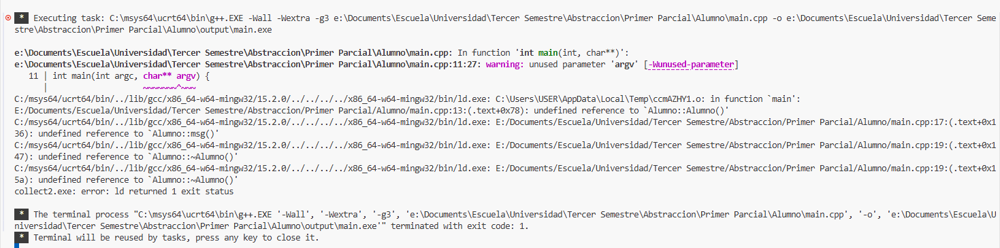 * Executing task: C:\msys64\ucrt64\bin\g++.EXE -Wall -Wextra -g3 e:\Documents\Escuela\Universidad\Tercer Semestre\Abstraccion\Primer Parcial\Alumno\main.cpp -o e:\Documents\Escuela\Universidad\Tercer Seme
stre\Abstraccion\Primer Parcial\Alumno\output\main.exe
e:\Documents\Escuela\Universidad\Tercer Semestre\Abstraccion\Primer Parcial\Alumno\main.cpp: In function 'int main(int, char**)':
e:\Documents\Escuela\Universidad\Tercer Semestre\Abstraccion\Primer Parcial\Alumno\main.cpp:11:27: warning: unused parameter 'argv' [-Wunused-parameter]
11 | int main(int argc, char** argv) {
| ~~~~~~~^~~~
C:/msys64/ucrt64/bin/../lib/gcc/x86_64-w64-mingw32/15.2.0/../../../../x86_64-w64-mingw32/bin/ld.exe: C:\Users\USER\AppData\Local\Temp\ccmAZHY1.o: in function `main':
E:/Documents/Escuela/Universidad/Tercer Semestre/Abstraccion/Primer Parcial/Alumno/main.cpp:13:(.text+0x78): undefined reference to `Alumno::Alumno()'
C:/msys64/ucrt64/bin/../lib/gcc/x86_64-w64-mingw32/15.2.0/../../../../x86_64-w64-mingw32/bin/ld.exe: E:/Documents/Escuela/Universidad/Tercer Semestre/Abstraccion/Primer Parcial/Alumno/main.cpp:17:(.text+0x1
36): undefined reference to `Alumno::msg()'
C:/msys64/ucrt64/bin/../lib/gcc/x86_64-w64-mingw32/15.2.0/../../../../x86_64-w64-mingw32/bin/ld.exe: E:/Documents/Escuela/Universidad/Tercer Semestre/Abstraccion/Primer Parcial/Alumno/main.cpp:19:(.text+0x1
47): undefined reference to `Alumno::~Alumno()'
C:/msys64/ucrt64/bin/../lib/gcc/x86_64-w64-mingw32/15.2.0/../../../../x86_64-w64-mingw32/bin/ld.exe: E:/Documents/Escuela/Universidad/Tercer Semestre/Abstraccion/Primer Parcial/Alumno/main.cpp:19:(.text+0x1
5a): undefined reference to `Alumno::~Alumno()'
collect2.exe: error: ld returned 1 exit status
* The terminal process "C:\msys64\ucrt64\bin\g++.EXE '-Wall', '-Wextra', '-g3', 'e:\Documents\Escuela\Universidad\Tercer Semestre\Abstraccion\Primer Parcial\Alumno\main.cpp', '-o', 'e:\Documents\Escuela\U
niversidad\Tercer Semestre\Abstraccion\Primer Parcial\Alumno\output\main.exe'" terminated with exit code: 1.
* Terminal will be reused by tasks, press any key to close it.